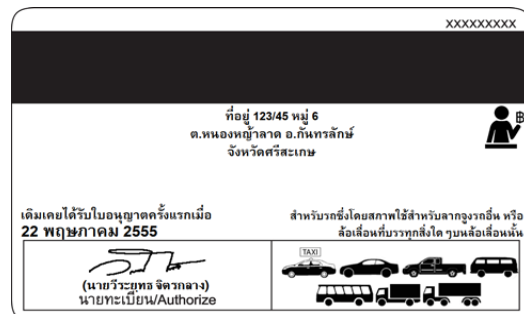 XXXXXXXXX
ที่อยู่ 123/45 หมู่ 6
ต.หนองหญ้าลาด อ.กันทรลักษ์
จังหวัดศรีสะเกษ
฿
เดิมเคยได้รับใบอนุญาตครั้งแรกเมื่อ
22 พฤษภาคม 2555
สำหรับรถซึ่งโดยสภาพใช้สำหรับลากจูงรถอื่น หรือ
ล้อเลื่อนที่บรรทุกสิ่งใด ๆบนล้อเลื่อนนั้น
(นายวีระยุทธ จิตรกลาง)
นายทะเบียน/Authorize
TAXI